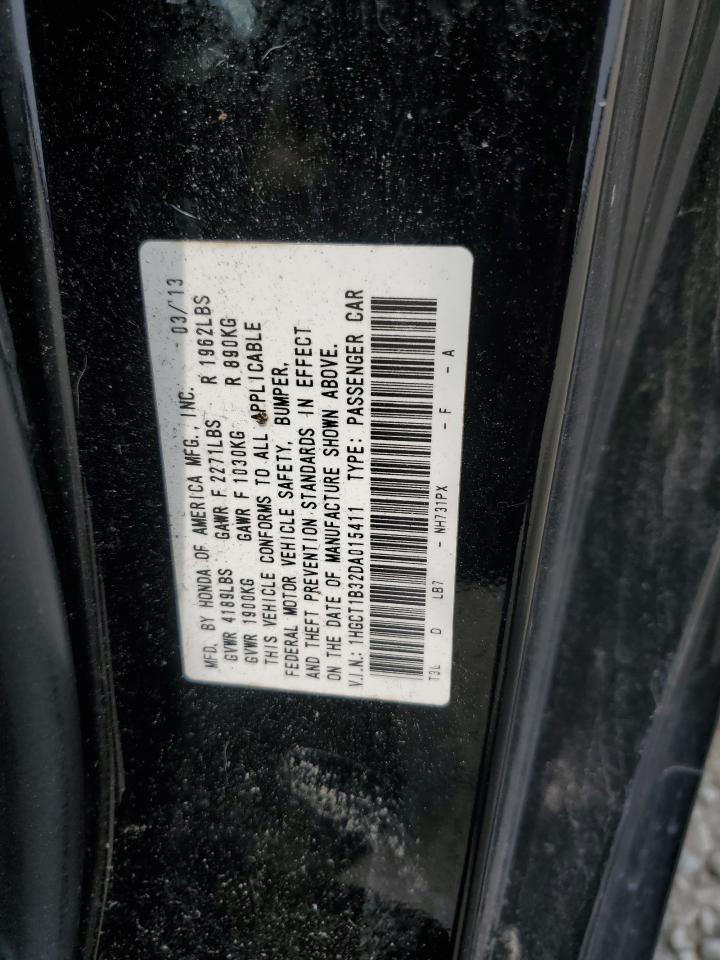 MFD. BY HONDA OF AMERICA MFG., INC. 03/'13
GVWR 4189LBS GAWR F 2271LBS R 1962LBS
GVWR 1900KG GAWR F 1030KG R 890KG
THIS VEHICLE CONFORMS TO ALL APPLICABLE
FEDERAL MOTOR VEHICLE SAFETY, BUMPER,
AND THEFT PREVENTION STANDARDS IN EFFECT
ON THE DATE OF MANUFACTURE SHOWN ABOVE.
V.I.N.: 1HGCT1B32DA015411 TYPE: PASSENGER CAR
T3L D LB7 - NH731PX - F - A